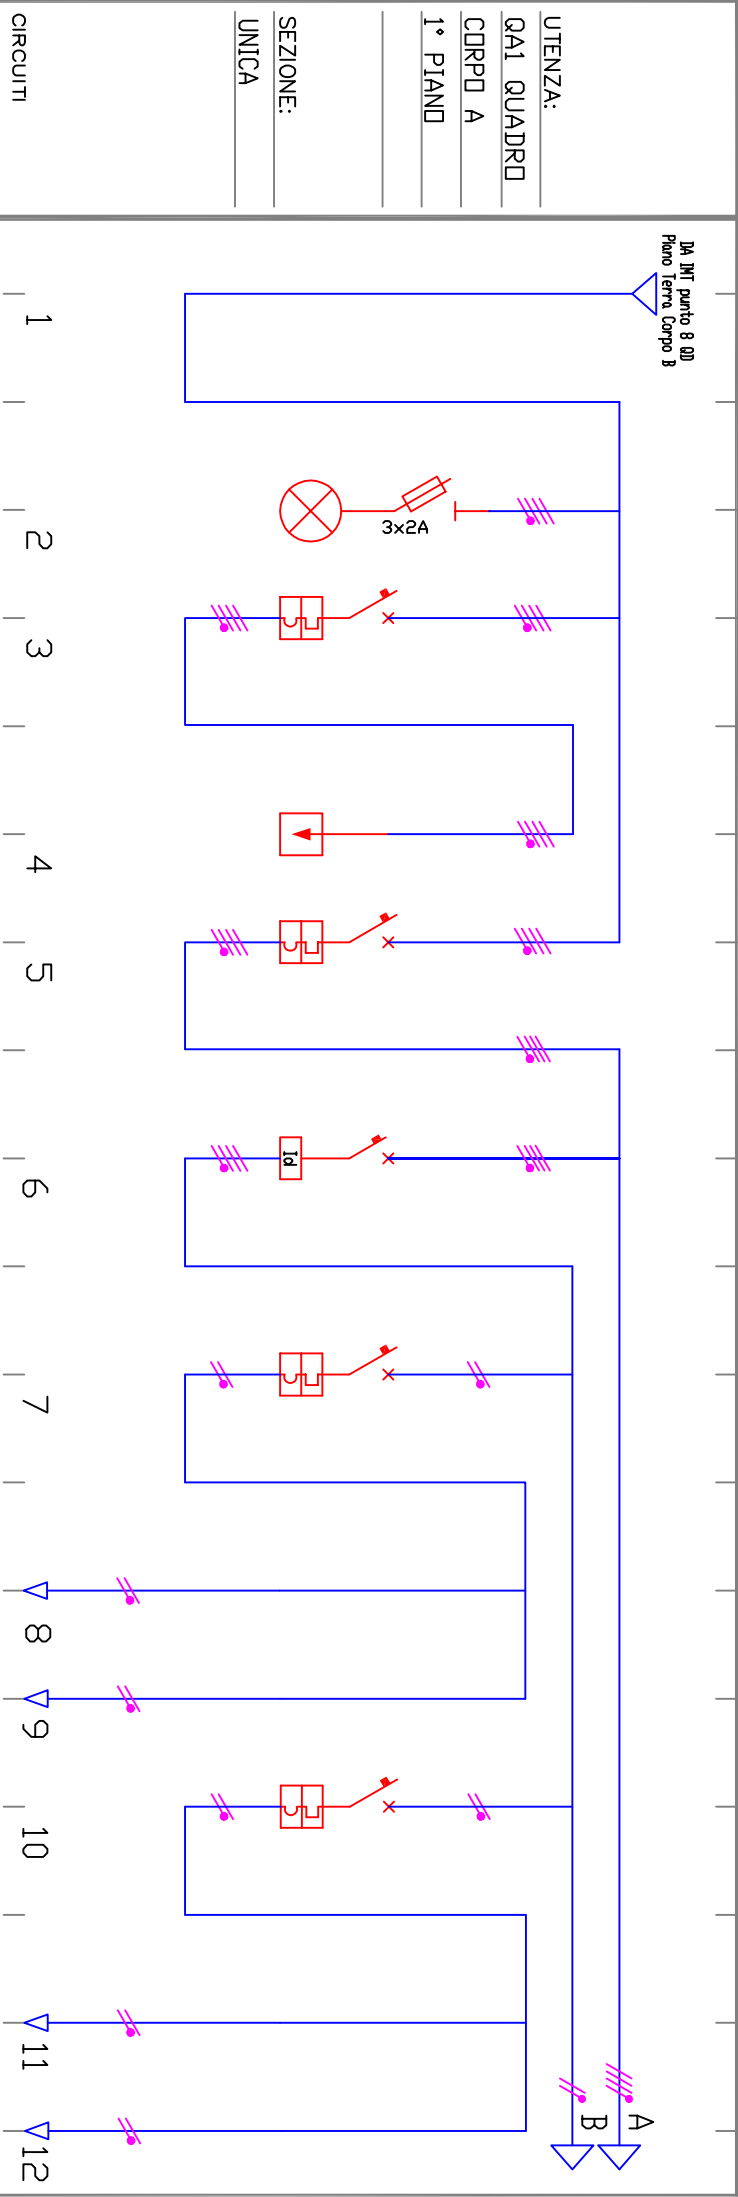 UTENZA:
QA1 QUADRO
CORPO A
1° PIANO
SEZIONE:
UNICA
CIRCUITI
DA IMT punto 8 QD
Piano Terra Corpo B
3x2A
Id
A
B
1
2
3
4
5
6
7
8
9
10
11
12